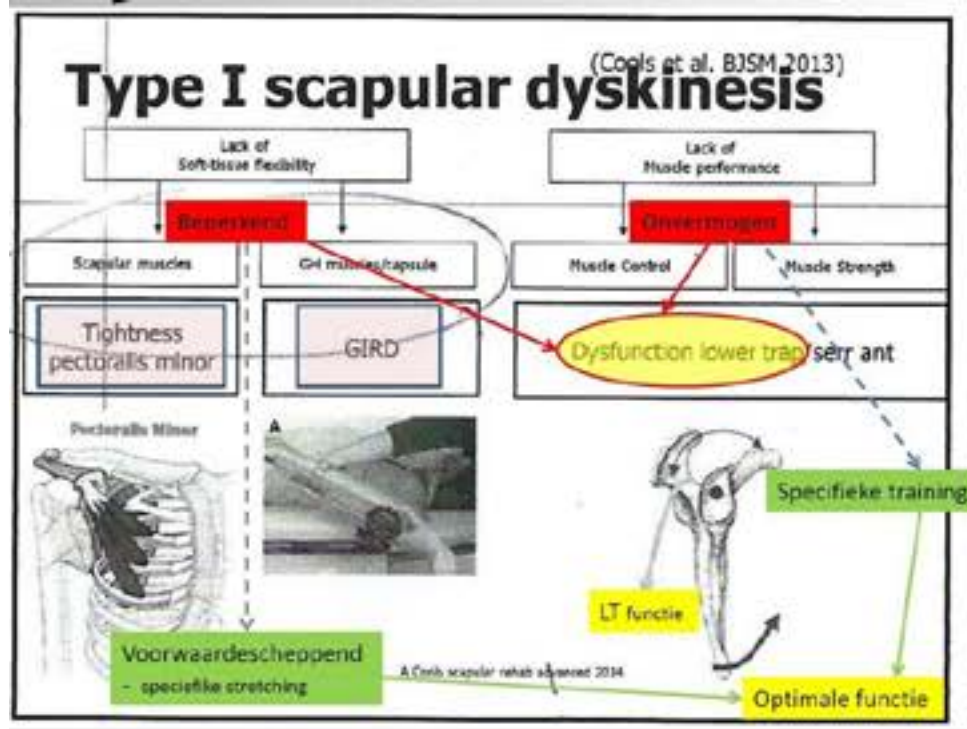 (Cools et al. BJSM 2013)
Type I scapular dyskinesis
Lack of
Soft-tissue flexibility
Lack of
Muscle performance
Beperkend
Onvermogen
Scapular muscles
GH muscles/capsule
Muscle Control
Muscle Strength
Tightness
pectoralis minor
GIRD
Dysfunction lower trap/serr ant
Pectoralis Minor
A
Specifieke training
LT functie
Voorwaardescheppend
- speciefike stretching
A Cools scapular rehab advanced 2014
Optimale functie